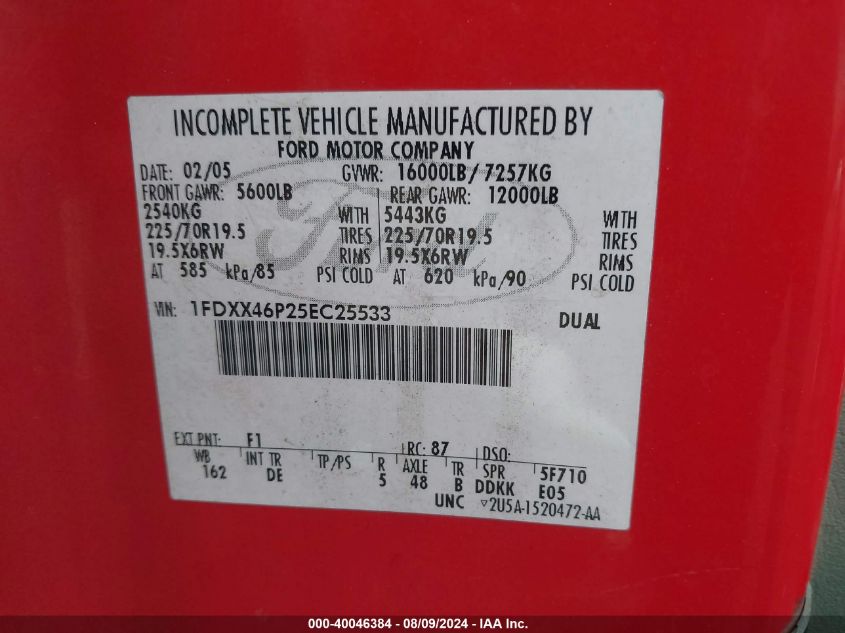 INCOMPLETE VEHICLE MANUFACTURED BY
FORD MOTOR COMPANY
DATE: 02/05 GVWR: 16000LB/ 7257KG
FRONT GAWR: 5600LB REAR GAWR: 12000LB
2540KG WITH 5443KG WITH
225/70R19.5 TIRES 225/70R19.5 TIRES
19.5X6RW RIMS 19.5X6RW RIMS
AT 585 kPa/85 PSI COLD AT 620 kPa/90 PSI COLD
VIN: 1FDXX46P25EC25533 DUAL
EXT PNT: F1 RC: 87 DSO:
WB INT TR TP/PS R AXLE TR SPR 5F710
162 DE 5 48 B DDKK E05
UNC ▽2U5A-1520472-AA
000-40046384 - 08/09/2024 - IAA Inc.